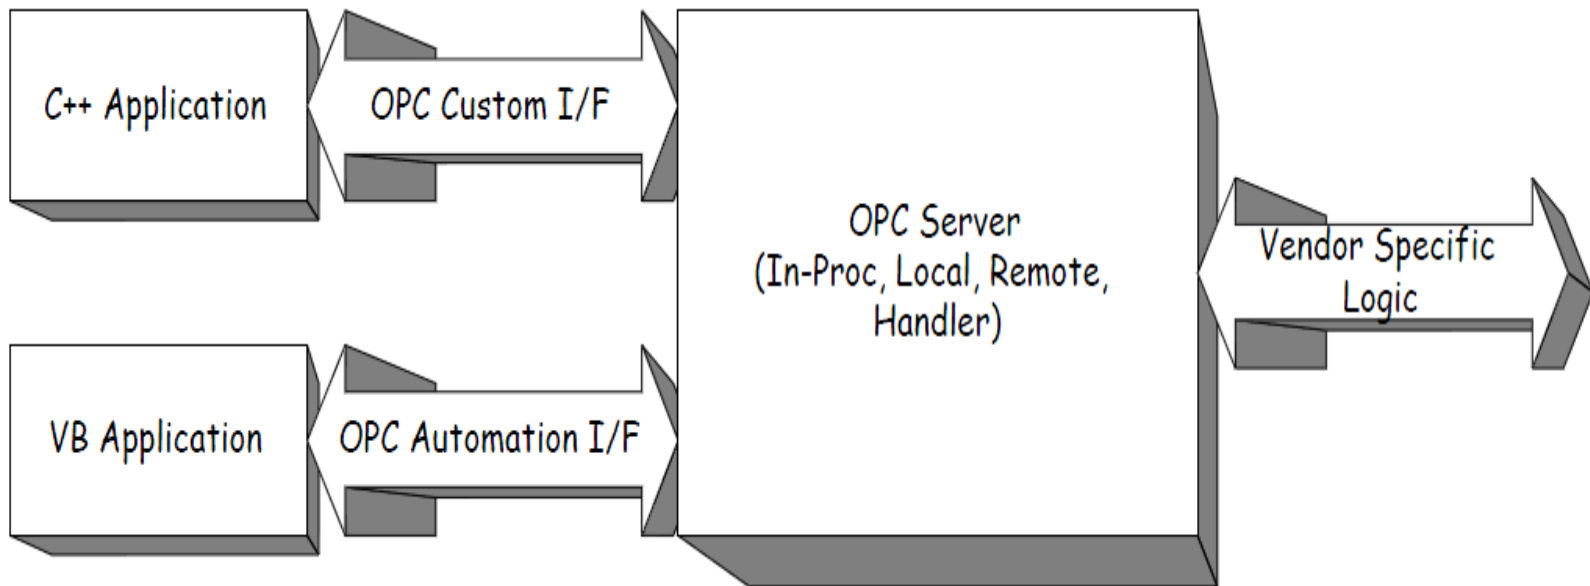 C++ Application
OPC Custom I/F
OPC Server
(In-Proc, Local, Remote,
Handler)
Vendor Specific
Logic
VB Application
OPC Automation I/F